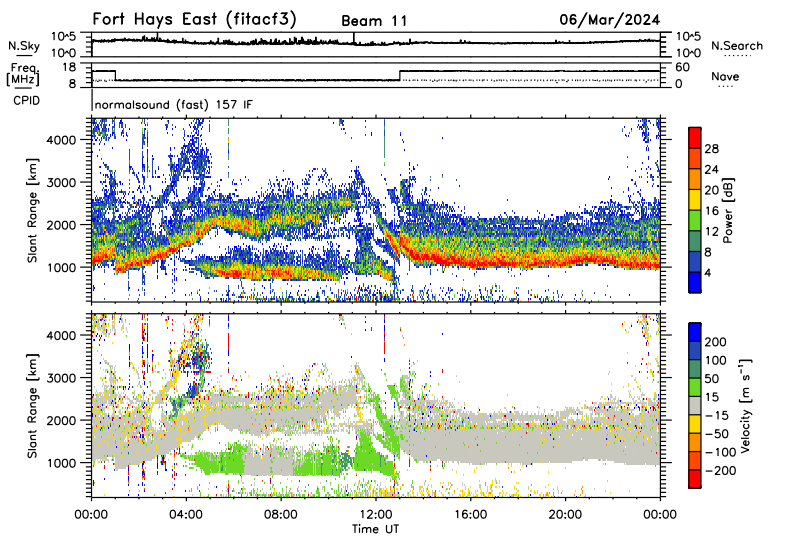 Fort Hays East (fitacf3) Beam 11 06/Mar/2024
N.Sky 10^5 10^0 10^5 10^0 N.Search
Freq. [MHz] 18 8 60 0 Nave
CPID normalsound (fast) 157 IF
Slant Range [km] 4000 3000 2000 1000
Power [dB] 28 24 20 16 12 8 4
Slant Range [km] 4000 3000 2000 1000
Velocity [m s⁻¹] 200 100 50 15 -15 -50 -100 -200
00:00 04:00 08:00 12:00 16:00 20:00 00:00
Time UT